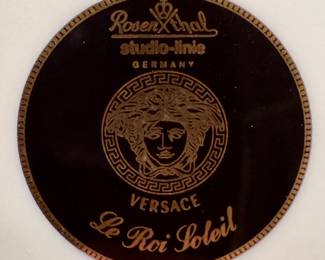 Rosenthal
studio-linie
GERMANY
VERSACE
Le Roi Soleil